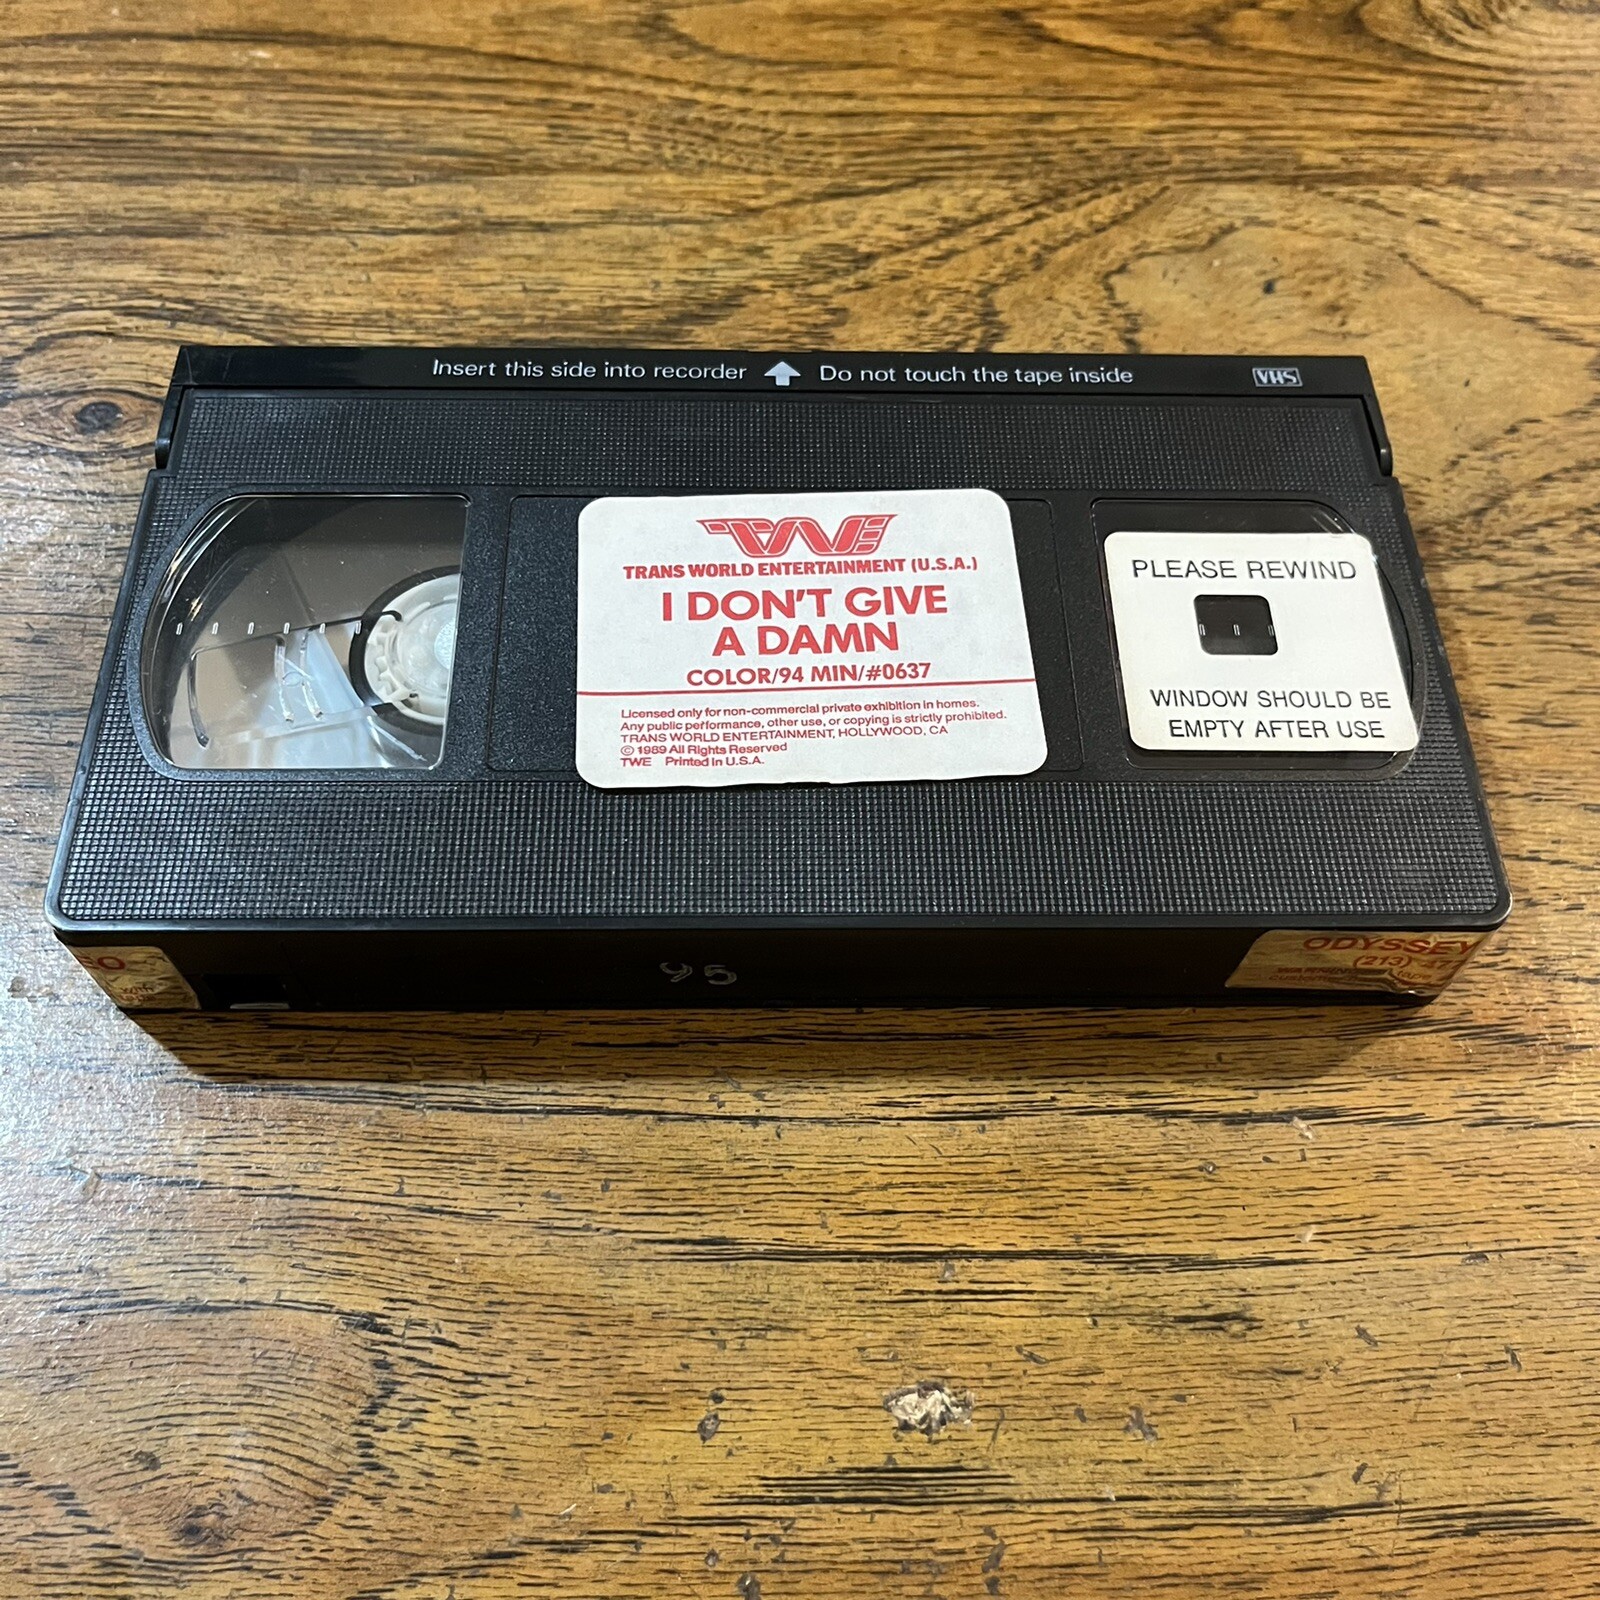 Insert this side into recorder Do not touch the tape inside VHS
TWE
TRANS WORLD ENTERTAINMENT (U.S.A.)
I DON'T GIVE
A DAMN
COLOR/94 MIN/#0637
Licensed only for non-commercial private exhibition in homes.
Any public performance, other use, or copying is strictly prohibited.
TRANS WORLD ENTERTAINMENT, HOLLYWOOD, CA
© 1989 All Rights Reserved
TWE Printed in U.S.A.
PLEASE REWIND
WINDOW SHOULD BE
EMPTY AFTER USE
95
ODYSSEY
(213)